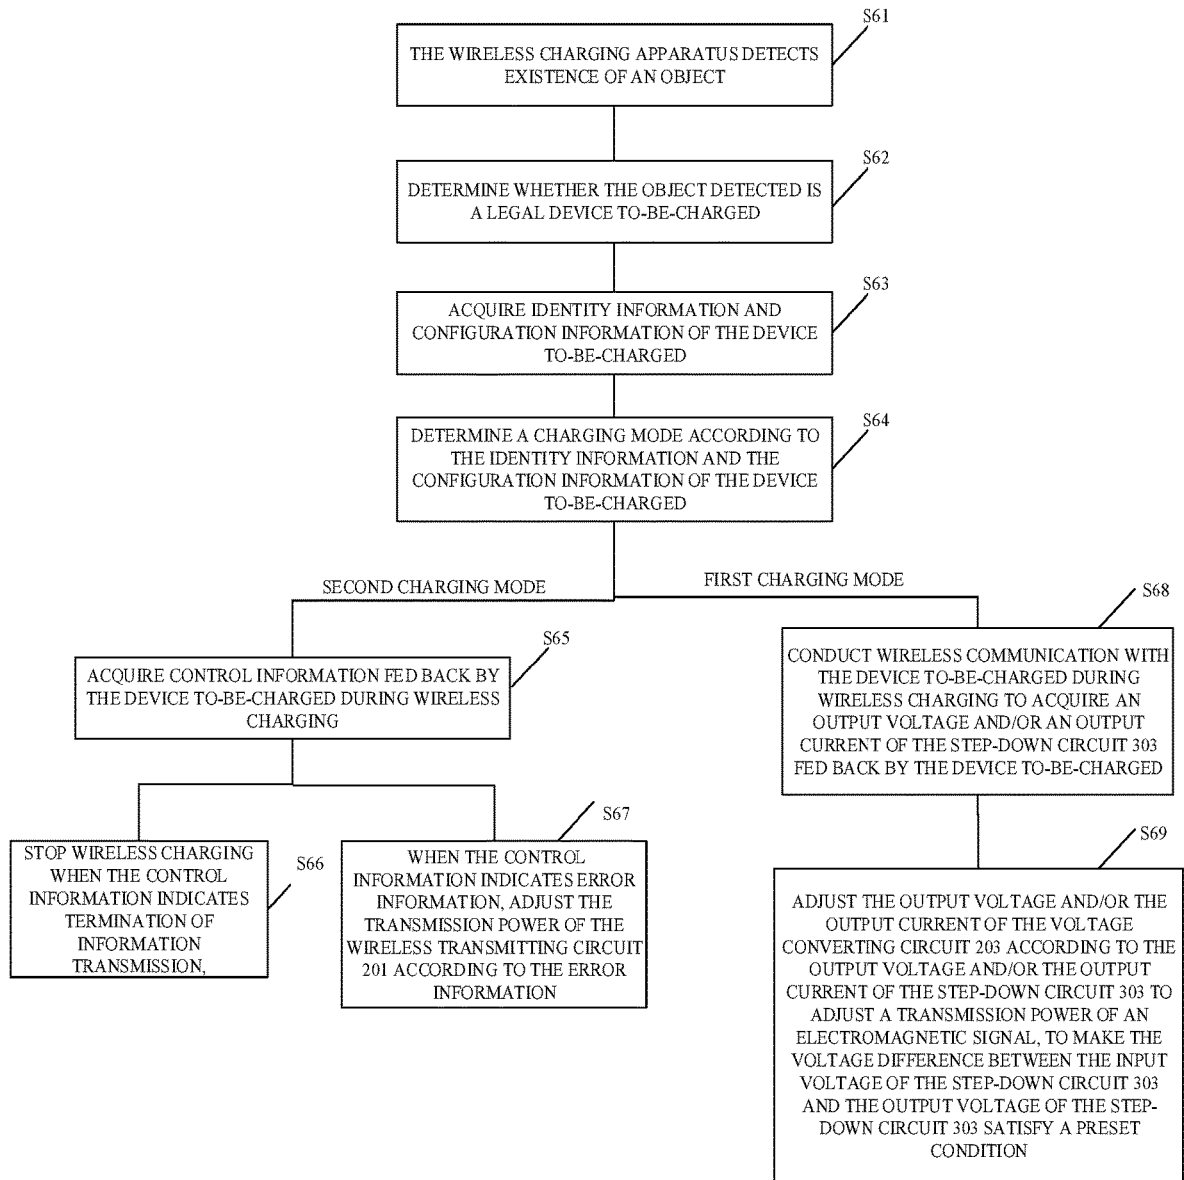 S61
THE WIRELESS CHARGING APPARATUS DETECTS
EXISTENCE OF AN OBJECT
S62
DETERMINE WHETHER THE OBJECT DETECTED IS
A LEGAL DEVICE TO-BE-CHARGED
S63
ACQUIRE IDENTITY INFORMATION AND
CONFIGURATION INFORMATION OF THE DEVICE
TO-BE-CHARGED
S64
DETERMINE A CHARGING MODE ACCORDING TO
THE IDENTITY INFORMATION AND THE
CONFIGURATION INFORMATION OF THE DEVICE
TO-BE-CHARGED
SECOND CHARGING MODE
FIRST CHARGING MODE
S65
ACQUIRE CONTROL INFORMATION FED BACK BY
THE DEVICE TO-BE-CHARGED DURING WIRELESS
CHARGING
S66
STOP WIRELESS CHARGING
WHEN THE CONTROL
INFORMATION INDICATES
TERMINATION OF
INFORMATION
TRANSMISSION,
S67
WHEN THE CONTROL
INFORMATION INDICATES ERROR
INFORMATION, ADJUST THE
TRANSMISSION POWER OF THE
WIRELESS TRANSMITTING CIRCUIT
201 ACCORDING TO THE ERROR
INFORMATION
S68
CONDUCT WIRELESS COMMUNICATION WITH
THE DEVICE TO-BE-CHARGED DURING
WIRELESS CHARGING TO ACQUIRE AN
OUTPUT VOLTAGE AND/OR AN OUTPUT
CURRENT OF THE STEP-DOWN CIRCUIT 303
FED BACK BY THE DEVICE TO-BE-CHARGED
S69
ADJUST THE OUTPUT VOLTAGE AND/OR THE
OUTPUT CURRENT OF THE VOLTAGE
CONVERTING CIRCUIT 203 ACCORDING TO THE
OUTPUT VOLTAGE AND/OR THE OUTPUT
CURRENT OF THE STEP-DOWN CIRCUIT 303 TO
ADJUST A TRANSMISSION POWER OF AN
ELECTROMAGNETIC SIGNAL, TO MAKE THE
VOLTAGE DIFFERENCE BETWEEN THE INPUT
VOLTAGE OF THE STEP-DOWN CIRCUIT 303
AND THE OUTPUT VOLTAGE OF THE STEP-
DOWN CIRCUIT 303 SATISFY A PRESET
CONDITION